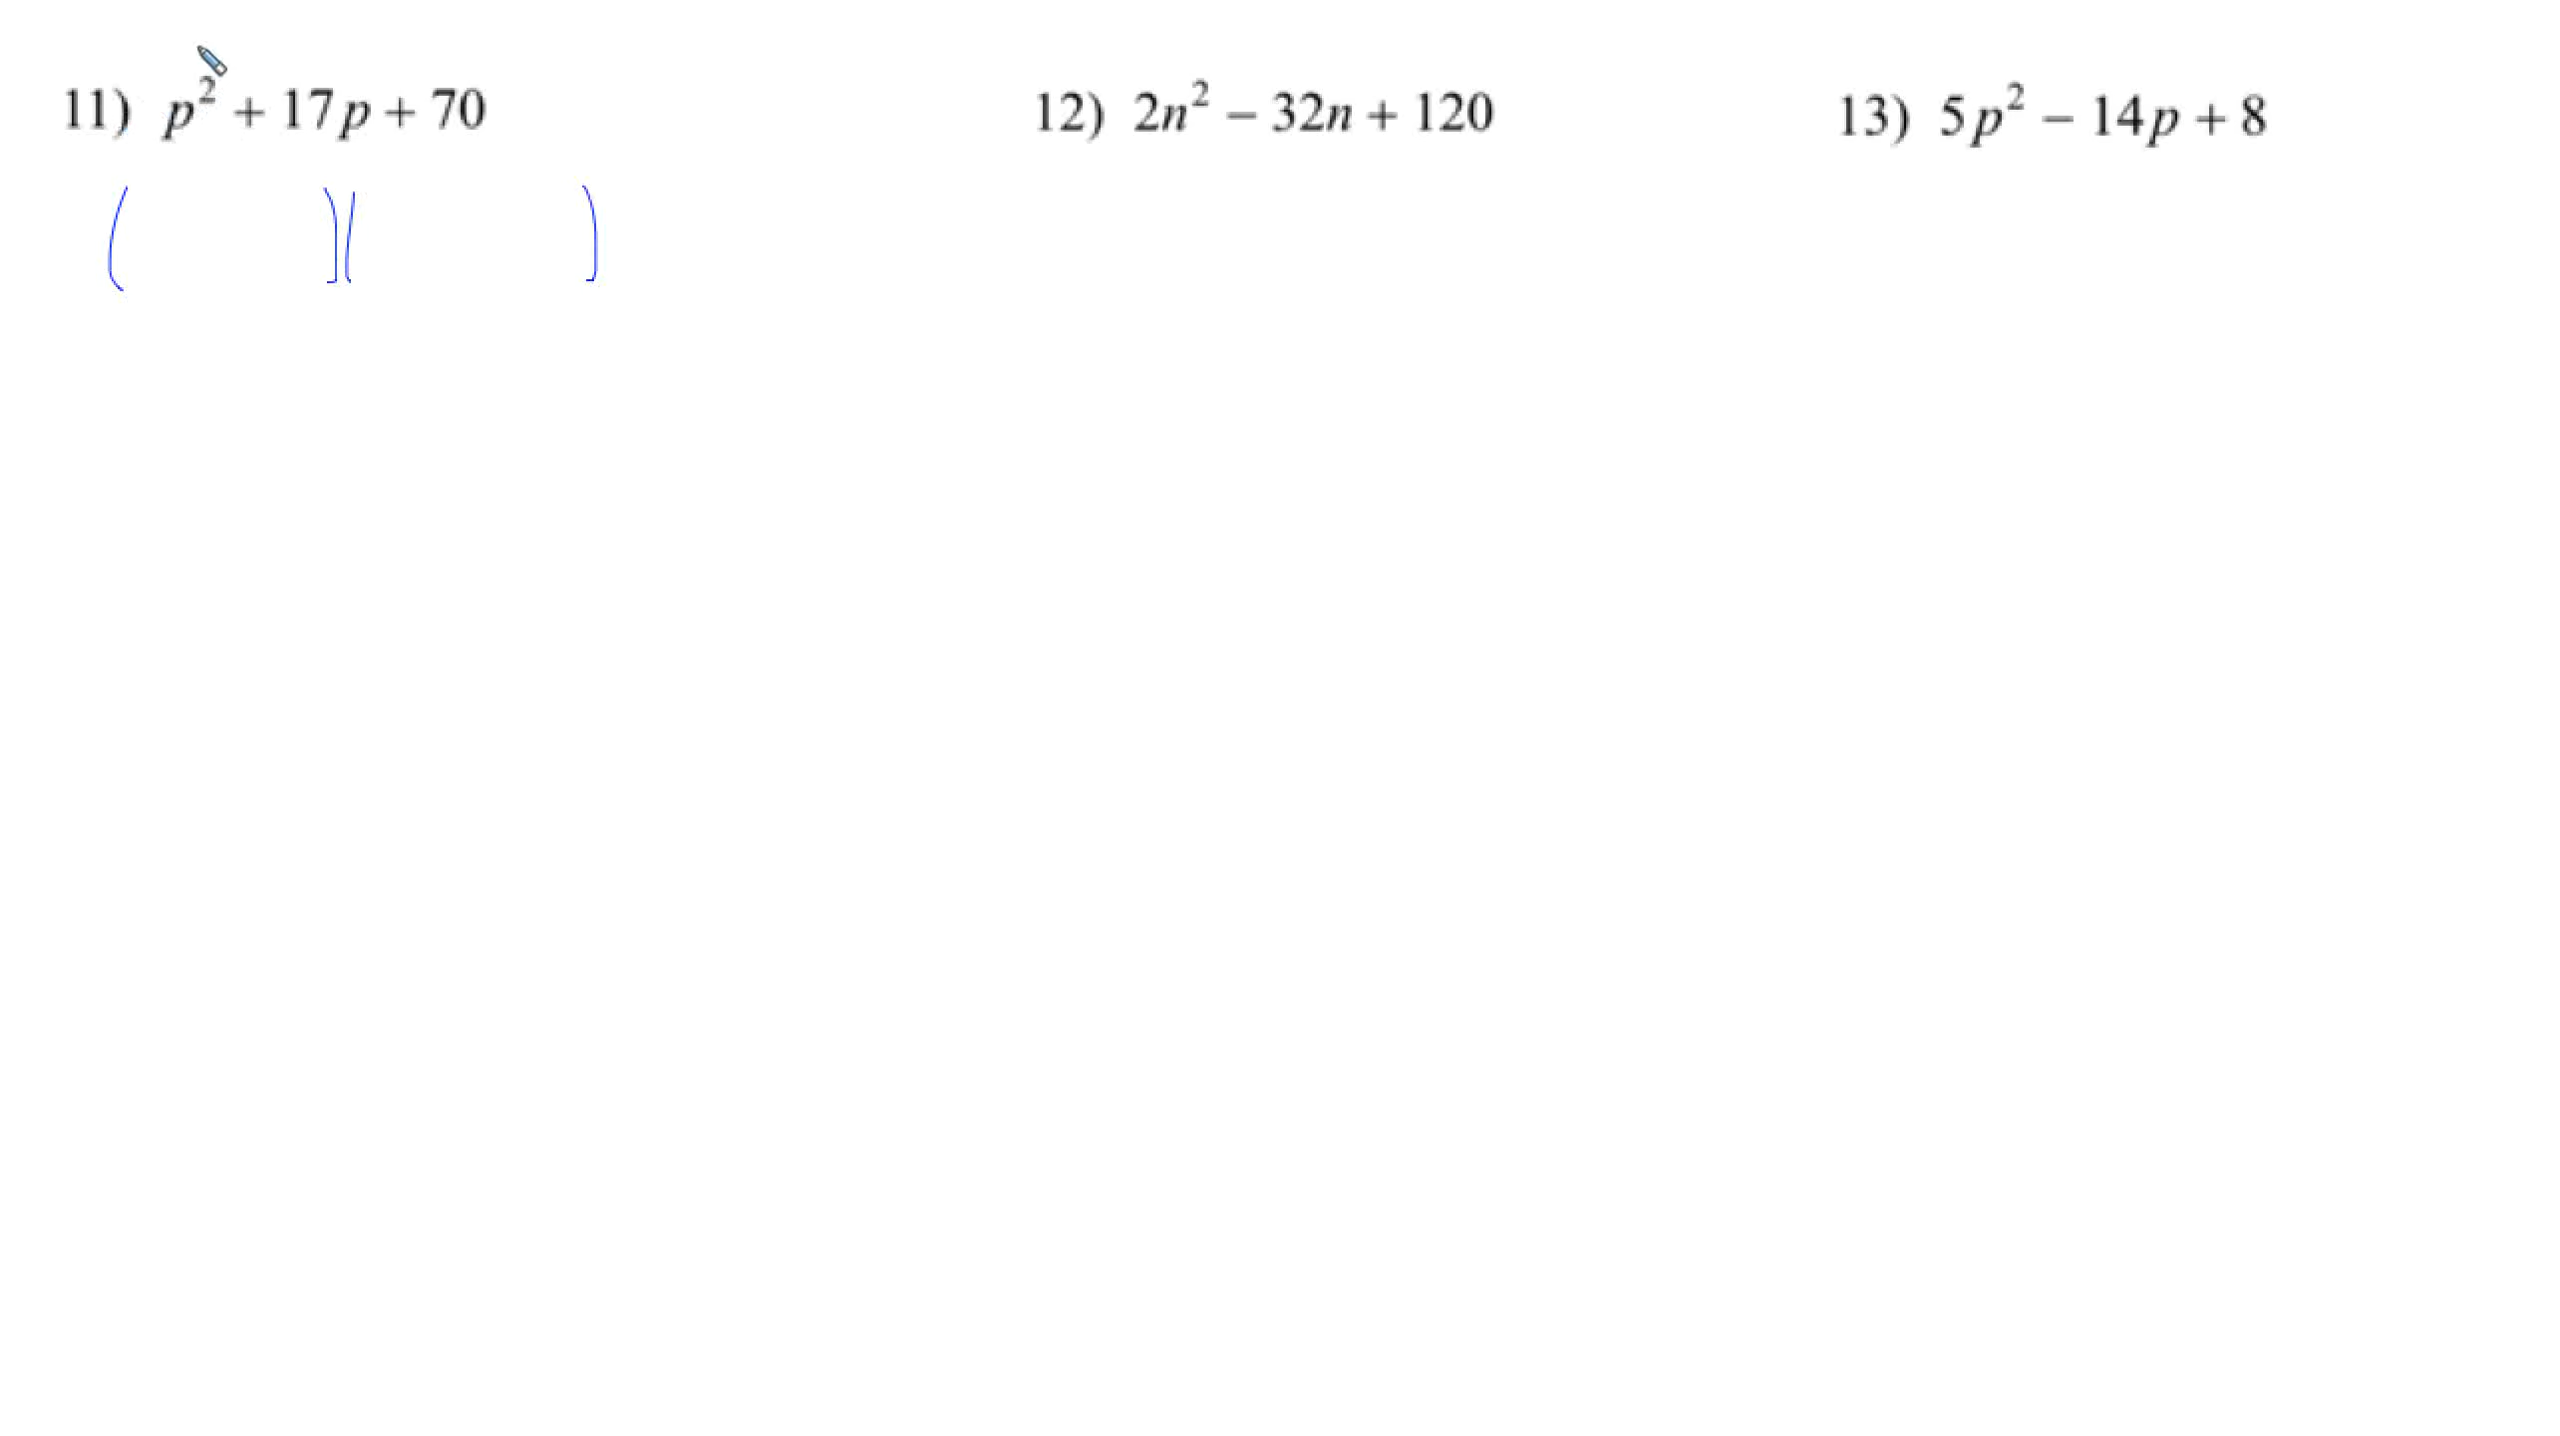 11) p² + 17p + 70
12) 2n² − 32n + 120
13) 5p² − 14p + 8
(  )(  )